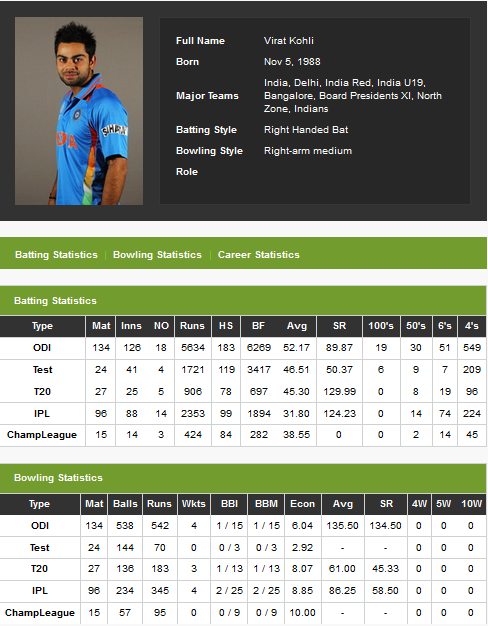 Full Name Virat Kohli
Born Nov 5, 1988
Major Teams India, Delhi, India Red, India U19,
Bangalore, Board Presidents XI, North
Zone, Indians
Batting Style Right Handed Bat
Bowling Style Right-arm medium
Role
Batting Statistics | Bowling Statistics | Career Statistics
Batting Statistics
Type Mat Inns NO Runs HS BF Avg SR 100's 50's 6's 4's
ODI 134 126 18 5634 183 6269 52.17 89.87 19 30 51 549
Test 24 41 4 1721 119 3417 46.51 50.37 6 9 7 209
T20 27 25 5 906 78 697 45.30 129.99 0 8 19 96
IPL 96 88 14 2353 99 1894 31.80 124.23 0 14 74 224
ChampLeague 15 14 3 424 84 282 38.55 0 0 2 14 45
Bowling Statistics
Type Mat Balls Runs Wkts BBI BBM Econ Avg SR 4W 5W 10W
ODI 134 538 542 4 1 / 15 1 / 15 6.04 135.50 134.50 0 0 0
Test 24 144 70 0 0 / 3 0 / 3 2.92 - - 0 0 0
T20 27 136 183 3 1 / 13 1 / 13 8.07 61.00 45.33 0 0 0
IPL 96 234 345 4 2 / 25 2 / 25 8.85 86.25 58.50 0 0 0
ChampLeague 15 57 95 0 0 / 9 0 / 9 10.00 - - 0 0 0